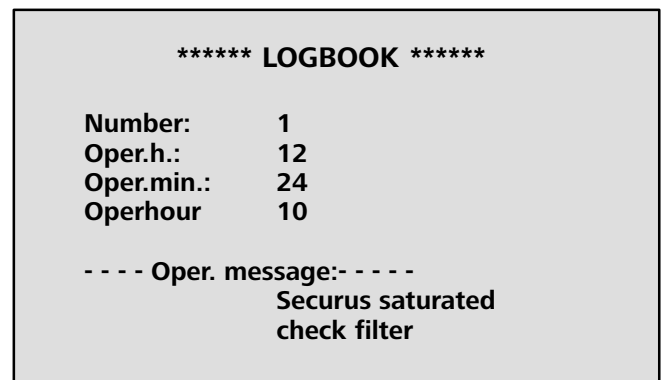 ****** LOGBOOK ******
Number: 1
Oper.h.: 12
Oper.min.: 24
Operhour 10
- - - - Oper. message:- - - - -
Securus saturated
check filter